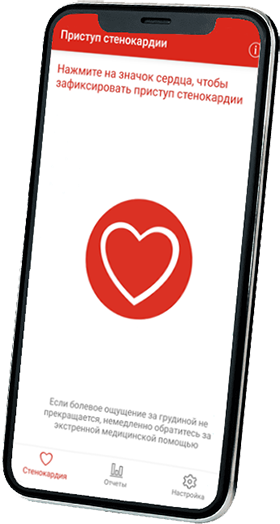 Приступ стенокардии
Нажмите на значок сердца, чтобы
зафиксировать приступ стенокардии
Если болевое ощущение за грудиной не
прекращается, немедленно обратитесь за
экстренной медицинской помощью
Стенокардия
Отчеты
Настройка